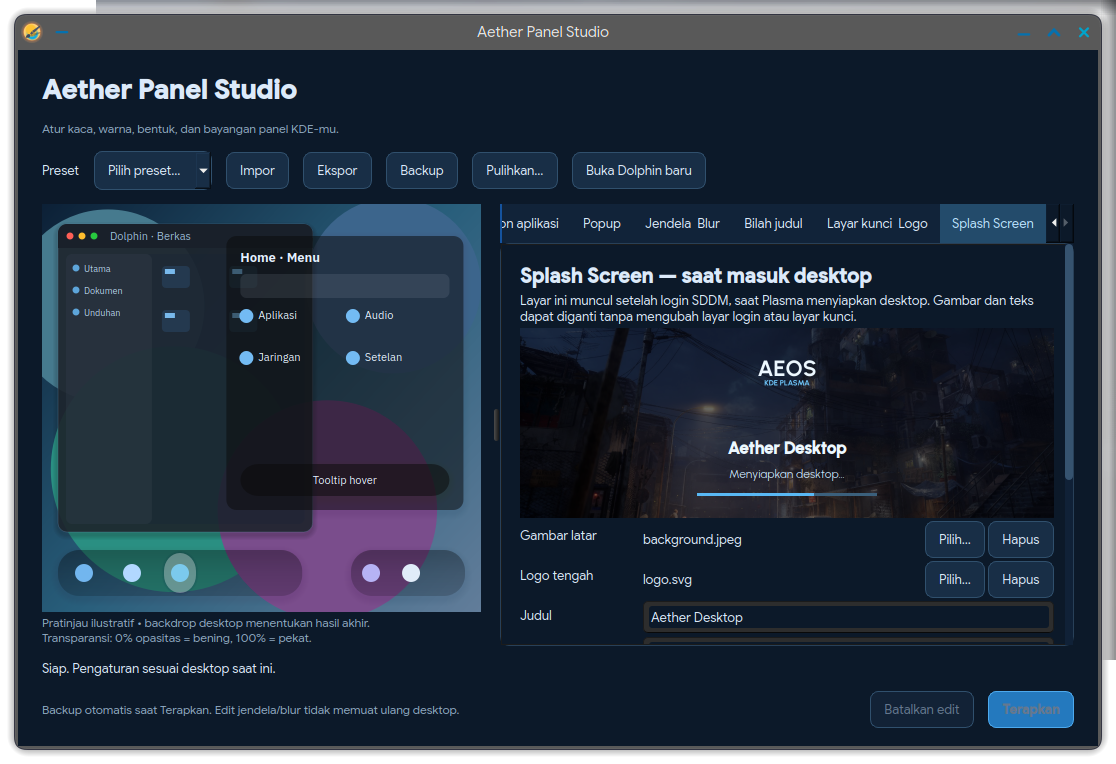 Aether Panel Studio
Aether Panel Studio
Atur kaca, warna, bentuk, dan bayangan panel KDE-mu.
Preset
Pilih preset...
Impor
Ekspor
Backup
Pulihkan...
Buka Dolphin baru
Dolphin · Berkas
Utama
Dokumen
Unduhan
Home · Menu
Aplikasi
Audio
Jaringan
Setelan
Tooltip hover
Pratinjau ilustratif • backdrop desktop menentukan hasil akhir.
Transparansi: 0% opasitas = bening, 100% = pekat.
on aplikasi
Popup
Jendela Blur
Bilah judul
Layar kunci Logo
Splash Screen
Splash Screen — saat masuk desktop
Layar ini muncul setelah login SDDM, saat Plasma menyiapkan desktop. Gambar dan teks
dapat diganti tanpa mengubah layar login atau layar kunci.
AEOS
KDE PLASMA
Aether Desktop
Menyiapkan desktop...
Gambar latar
background.jpeg
Pilih...
Hapus
Logo tengah
logo.svg
Pilih...
Hapus
Judul
Aether Desktop
Siap. Pengaturan sesuai desktop saat ini.
Backup otomatis saat Terapkan. Edit jendela/blur tidak memuat ulang desktop.
Batalkan edit
Terapkan